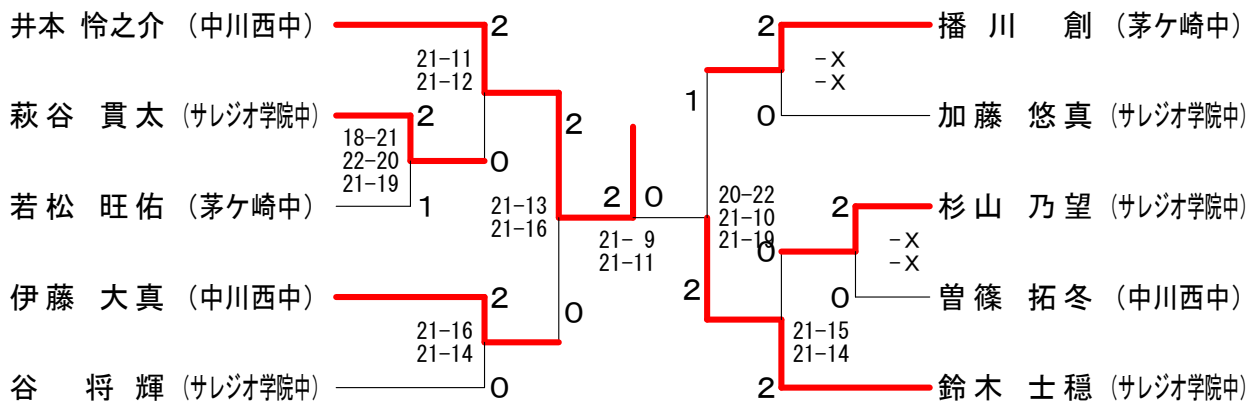 井本 怜之介 （中川西中）
2
21-11
21-12
萩谷 貫太 （サレジオ学院中）
2
18-21
22-20
21-19
0
若松 旺佑 （茅ケ崎中）
1
2
21-13
21-16
伊藤 大真 （中川西中）
2
21-16
21-14
0
谷 将輝 （サレジオ学院中）
0
2 0
21- 9
21-11
2
播川 創 （茅ケ崎中）
-X
-X
1
0
加藤 悠真 （サレジオ学院中）
20-22
21-10
21-19
2
杉山 乃望 （サレジオ学院中）
0
-X
-X
2
0
曽篠 拓冬 （中川西中）
21-15
21-14
2
鈴木 士穏 （サレジオ学院中）